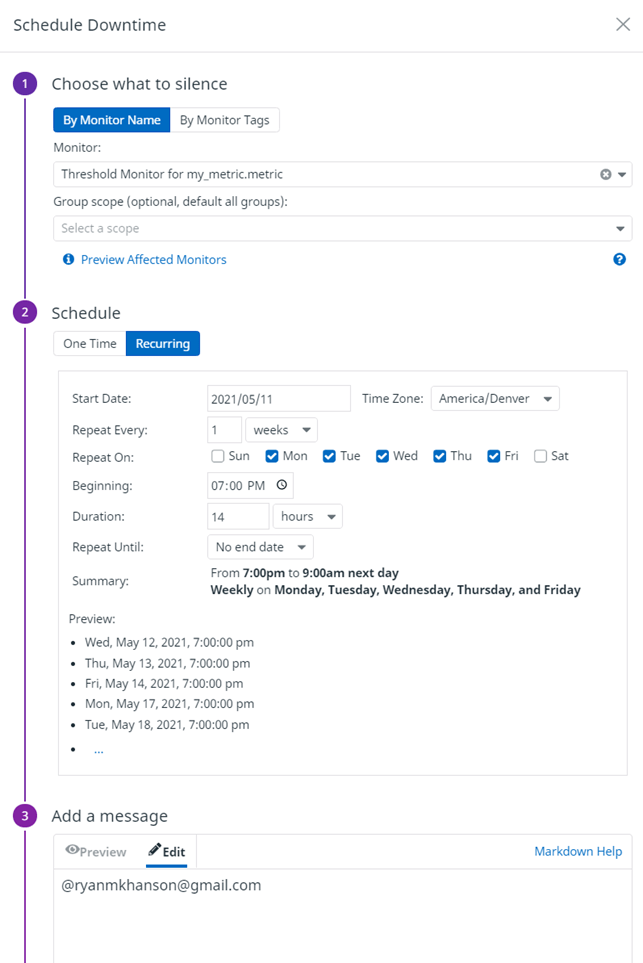 Schedule Downtime
1 Choose what to silence
By Monitor Name By Monitor Tags
Monitor:
Threshold Monitor for my_metric.metric
Group scope (optional, default all groups):
Select a scope
Preview Affected Monitors
2 Schedule
One Time Recurring
Start Date: 2021/05/11 Time Zone: America/Denver
Repeat Every: 1 weeks
Repeat On: Sun Mon Tue Wed Thu Fri Sat
Beginning: 07:00 PM
Duration: 14 hours
Repeat Until: No end date
Summary: From 7:00pm to 9:00am next day
Weekly on Monday, Tuesday, Wednesday, Thursday, and Friday
Preview:
• Wed, May 12, 2021, 7:00:00 pm
• Thu, May 13, 2021, 7:00:00 pm
• Fri, May 14, 2021, 7:00:00 pm
• Mon, May 17, 2021, 7:00:00 pm
• Tue, May 18, 2021, 7:00:00 pm
• ...
3 Add a message
Preview Edit Markdown Help
@ryanmkhanson@gmail.com